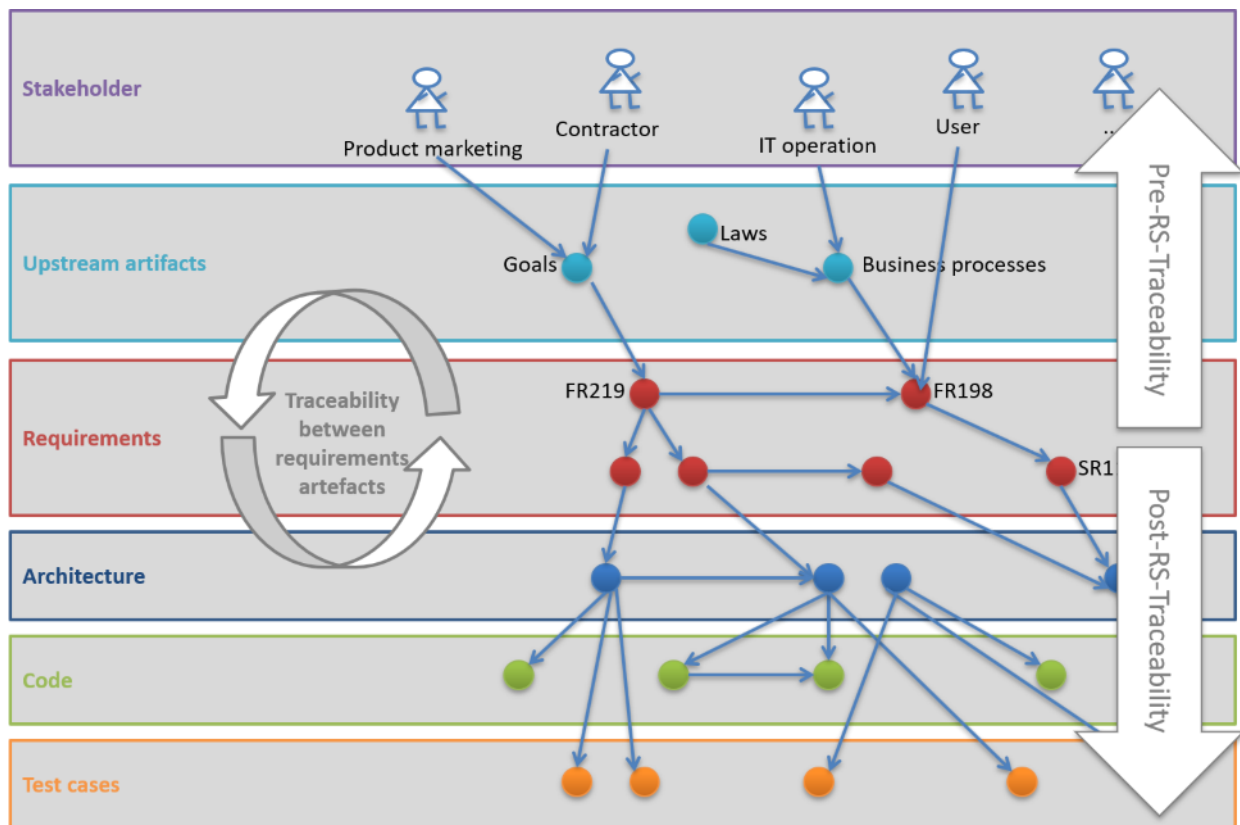 Stakeholder
Product marketing
Contractor
IT operation
User
..
Pre-RS-Traceability
Upstream artifacts
Goals
Laws
Business processes
Requirements
Traceability
between
requirements
artefacts
FR219
FR198
SR1
Post-RS-Traceability
Architecture
Code
Test cases